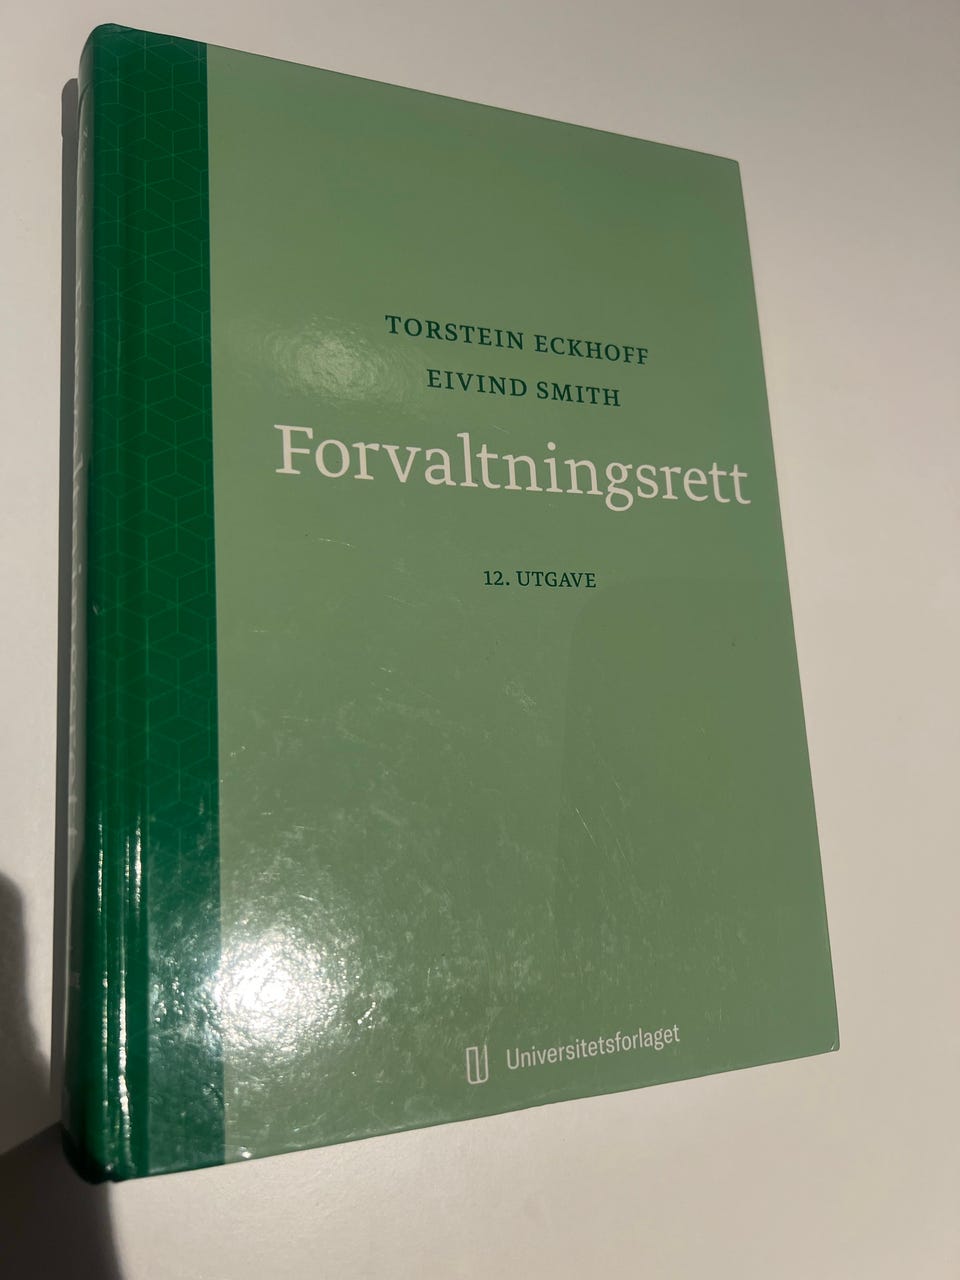 TORSTEIN ECKHOFF
EIVIND SMITH
Forvaltningsrett
12. UTGAVE
Universitetsforlaget